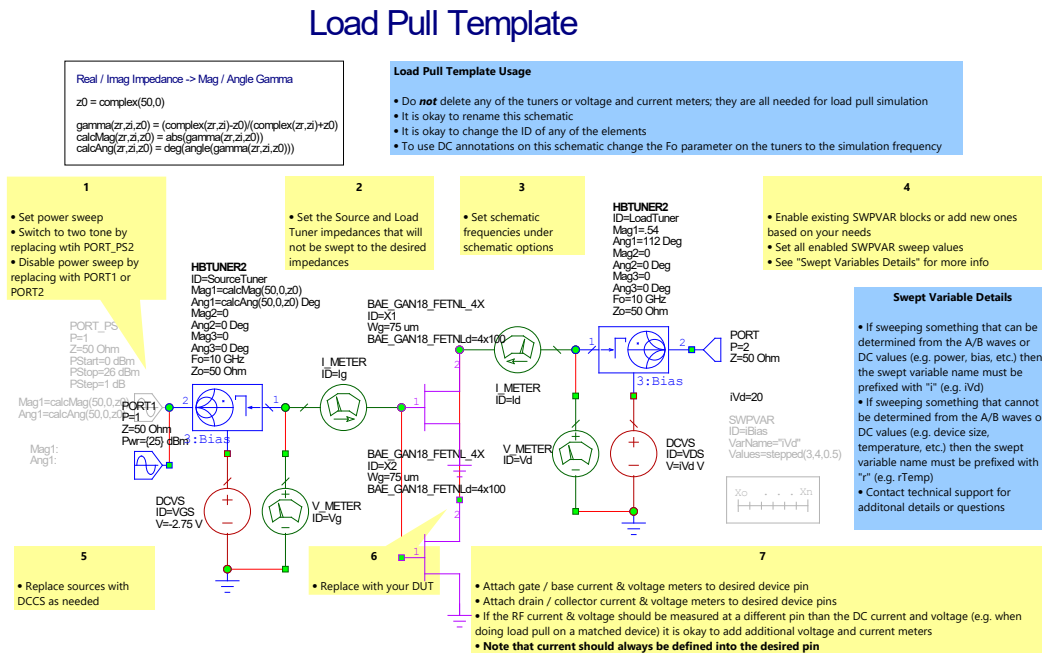 Load Pull Template
Real / Imag Impedance -> Mag / Angle Gamma
z0 = complex(50,0)
gamma(zr,zi,z0) = (complex(zr,zi)-z0)/(complex(zr,zi)+z0)
calcMag(zr,zi,z0) = abs(gamma(zr,zi,z0))
calcAng(zr,zi,z0) = deg(angle(gamma(zr,zi,z0)))
Load Pull Template Usage
• Do not delete any of the tuners or voltage and current meters; they are all needed for load pull simulation
• It is okay to rename this schematic
• It is okay to change the ID of any of the elements
• To use DC annotations on this schematic change the Fo parameter on the tuners to the simulation frequency
1
• Set power sweep
• Switch to two tone by
replacing wtih PORT_PS2
• Disable power sweep by
replacing with PORT1 or
PORT2
2
• Set the Source and Load
Tuner impedances that will
not be swept to the desired
impedances
3
• Set schematic
frequencies under
schematic options
4
• Enable existing SWPVAR blocks or add new ones
based on your needs
• Set all enabled SWPVAR sweep values
• See "Swept Variables Details" for more info
HBTUNER2
ID=LoadTuner
Mag1=.54
Ang1=112 Deg
Mag2=0
Ang2=0 Deg
Mag3=0
Ang3=0 Deg
Fo=10 GHz
Zo=50 Ohm
HBTUNER2
ID=SourceTuner
Mag1=calcMag(50,0,z0)
Ang1=calcAng(50,0,z0) Deg
Mag2=0
Ang2=0 Deg
Mag3=0
Ang3=0 Deg
Fo=10 GHz
Zo=50 Ohm
PORT_PS
P=1
Z=50 Ohm
PStart=0 dBm
PStop=26 dBm
PStep=1 dB
Mag1=calcMag(50,0,z0)
Ang1=calcAng(50,0,z0)
Mag1:
Ang1:
PORT1
P=1
Z=50 Ohm
Pwr={25} dBm
1
2
3:Bias
I_METER
ID=Ig
BAE_GAN18_FETNL_4X
ID=X1
Wg=75 um
BAE_GAN18_FETNLd=4x100
1
2
I_METER
ID=Id
1
2
3:Bias
PORT
P=2
Z=50 Ohm
BAE_GAN18_FETNL_4X
ID=X2
Wg=75 um
BAE_GAN18_FETNLd=4x100
1
2
DCVS
ID=VGS
V=-2.75 V
V_METER
ID=Vg
V_METER
ID=Vd
DCVS
ID=VDS
V=iVd V
iVd=20
SWPVAR
ID=iBias
VarName="iVd"
Values=stepped(3,4,0.5)
Xo . . . Xn
Swept Variable Details
• If sweeping something that can be
determined from the A/B waves or
DC values (e.g. power, bias, etc.) then
the swept variable name must be
prefixed with "i" (e.g. iVd)
• If sweeping something that cannot
be determined from the A/B waves o
DC values (e.g. device size,
temperature, etc.) then the swept
variable name must be prefixed with
"r" (e.g. rTemp)
• Contact technical support for
additonal details or questions
5
• Replace sources with
DCCS as needed
6
• Replace with your DUT
7
• Attach gate / base current & voltage meters to desired device pin
• Attach drain / collector current & voltage meters to desired device pins
• If the RF current & voltage should be measured at a different pin than the DC current and voltage (e.g. when
doing load pull on a matched device) it is okay to add additional voltage and current meters
• Note that current should always be defined into the desired pin